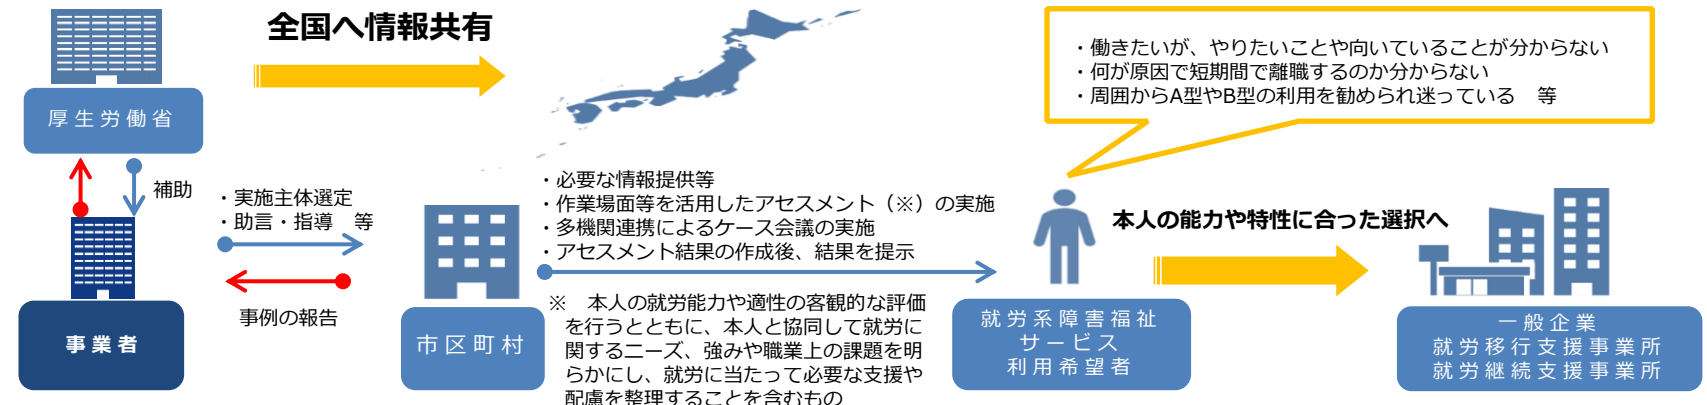 全国へ情報共有
厚生労働省
補助
事業者
・実施主体選定
・助言・指導　等
事例の報告
市区町村
・必要な情報提供等
・作業場面等を活用したアセスメント（※）の実施
・多機関連携によるケース会議の実施
・アセスメント結果の作成後、結果を提示
※　本人の就労能力や適性の客観的な評価
を行うとともに、本人と協同して就労に
関するニーズ、強みや職業上の課題を明
らかにし、就労に当たって必要な支援や
配慮を整理することを含むもの
・働きたいが、やりたいことや向いていることが分からない
・何が原因で短期間で離職するのか分からない
・周囲からA型やB型の利用を勧められ迷っている　等
就労系障害福祉
サービス
利用希望者
本人の能力や特性に合った選択へ
一般企業
就労移行支援事業所
就労継続支援事業所